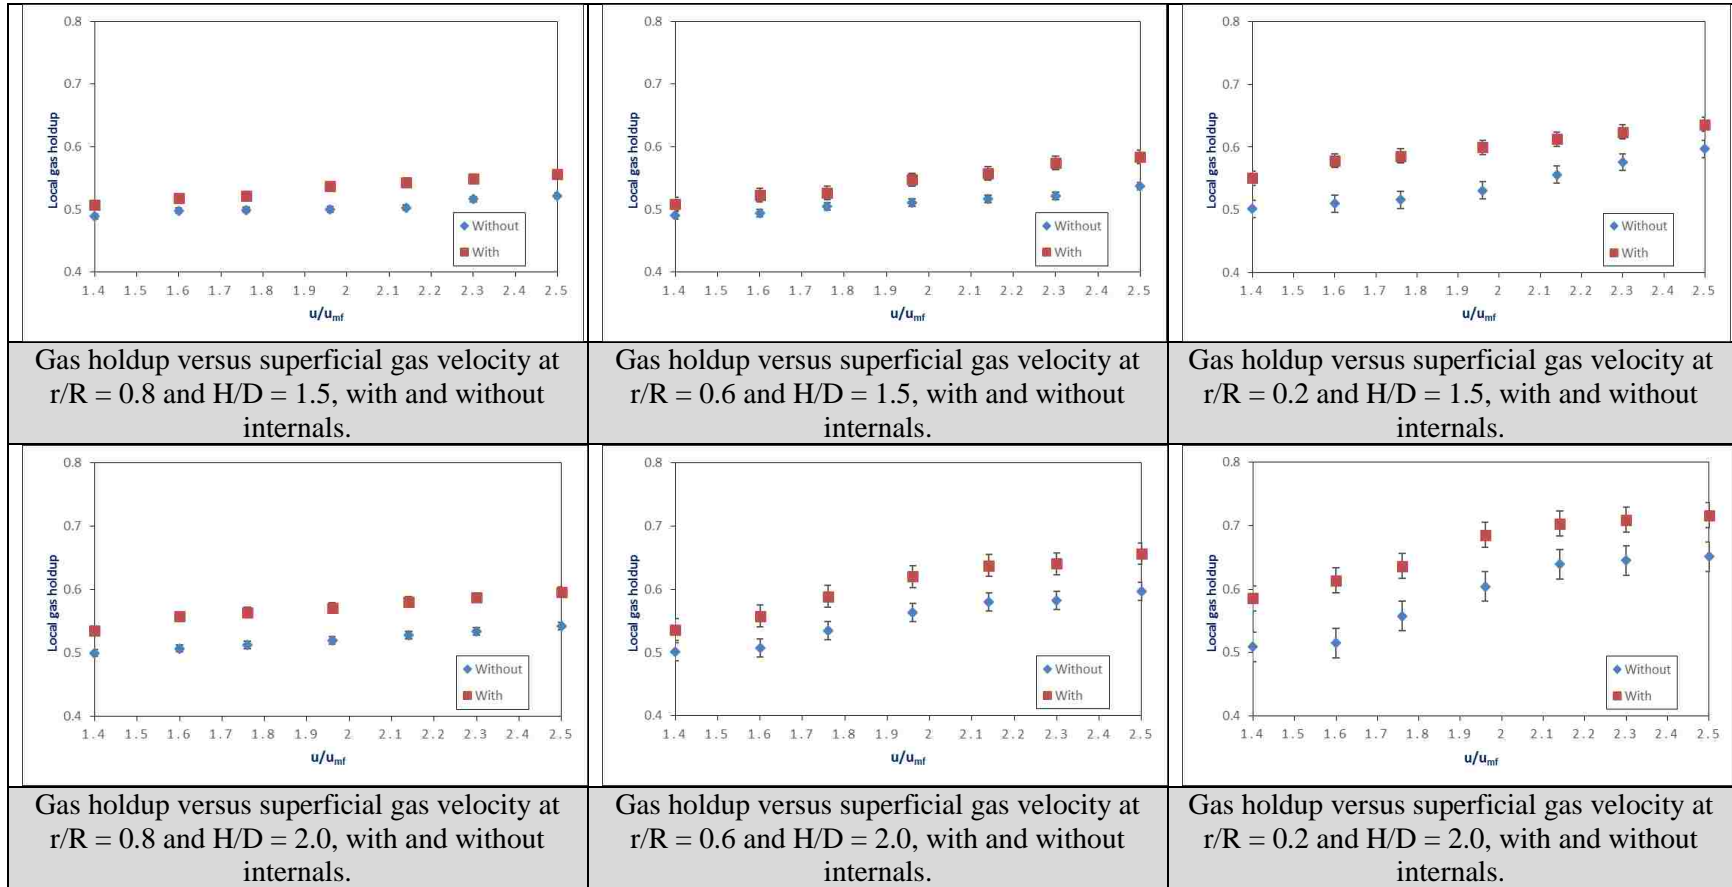 0.8
0.7
0.6
0.5
0.4
Local gas holdup
Without
With
1.4 1.5 1.6 1.7 1.8 1.9 2 2.1 2.2 2.3 2.4 2.5
u/umf
Gas holdup versus superficial gas velocity at
r/R = 0.8 and H/D = 1.5, with and without
internals.
0.8
0.7
0.6
0.5
0.4
Local gas holdup
Without
With
1.4 1.5 1.6 1.7 1.8 1.9 2 2.1 2.2 2.3 2.4 2.5
u/umf
Gas holdup versus superficial gas velocity at
r/R = 0.6 and H/D = 1.5, with and without
internals.
0.8
0.7
0.6
0.5
0.4
Local gas holdup
Without
With
1.4 1.5 1.6 1.7 1.8 1.9 2 2.1 2.2 2.3 2.4 2.5
u/umf
Gas holdup versus superficial gas velocity at
r/R = 0.2 and H/D = 1.5, with and without
internals.
0.8
0.7
0.6
0.5
0.4
Local gas holdup
Without
With
1.4 1.5 1.6 1.7 1.8 1.9 2 2.1 2.2 2.3 2.4 2.5
u/umf
Gas holdup versus superficial gas velocity at
r/R = 0.8 and H/D = 2.0, with and without
internals.
0.8
0.7
0.6
0.5
0.4
Local gas holdup
Without
With
1.4 1.5 1.6 1.7 1.8 1.9 2 2.1 2.2 2.3 2.4 2.5
u/umf
Gas holdup versus superficial gas velocity at
r/R = 0.6 and H/D = 2.0, with and without
internals.
0.8
0.7
0.6
0.5
0.4
Local gas holdup
Without
With
1.4 1.5 1.6 1.7 1.8 1.9 2 2.1 2.2 2.3 2.4 2.5
u/umf
Gas holdup versus superficial gas velocity at
r/R = 0.2 and H/D = 2.0, with and without
internals.